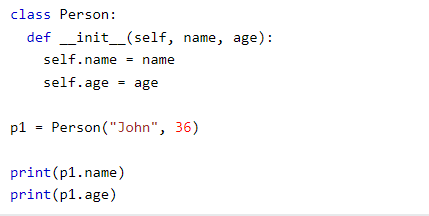 class Person:
  def __init__(self, name, age):
    self.name = name
    self.age = age

p1 = Person("John", 36)

print(p1.name)
print(p1.age)